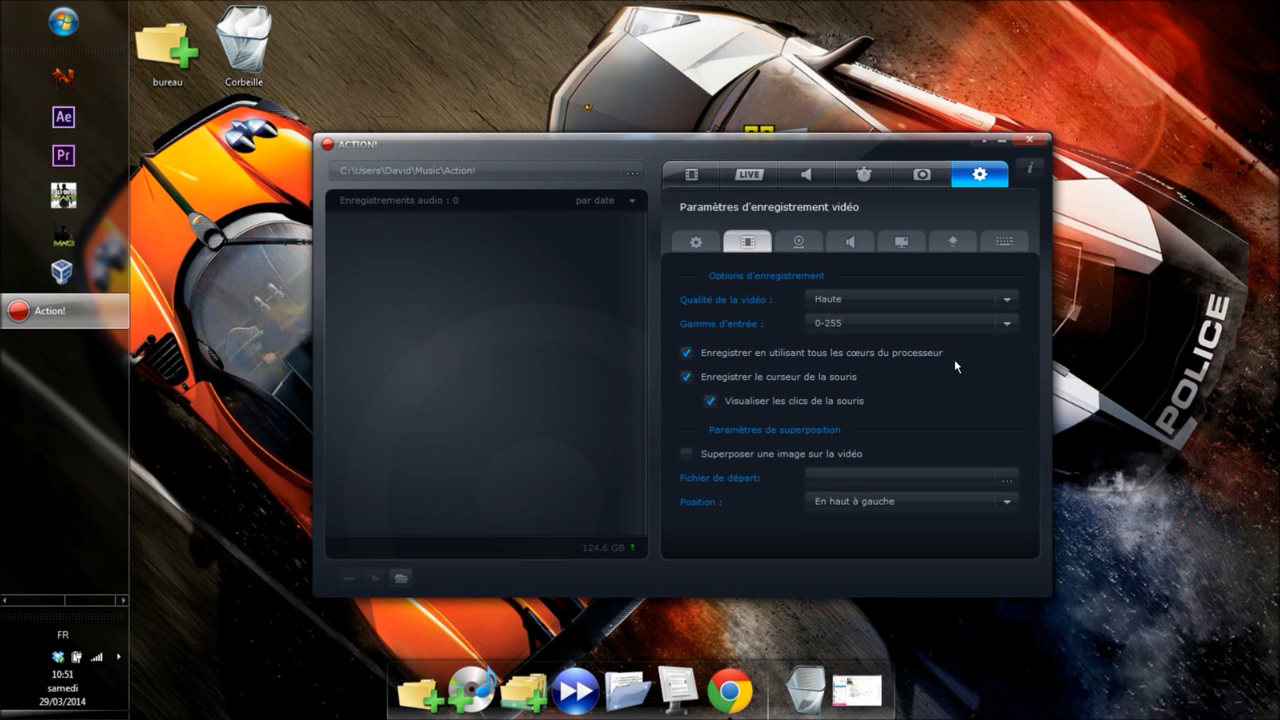 bureau
Corbeille
Ae
Pr
Action!
FR
10:51
samedi
29/03/2014
ACTION!
C:\Users\David\Music\Action!
...
Enregistrements audio : 0
par date
124.6 GB
LIVE
i
Paramètres d'enregistrement vidéo
Options d'enregistrement
Qualité de la vidéo :
Haute
Gamme d'entrée :
0-255
Enregistrer en utilisant tous les cœurs du processeur
Enregistrer le curseur de la souris
Visualiser les clics de la souris
Paramètres de superposition
Superposer une image sur la vidéo
Fichier de départ:
...
Position :
En haut à gauche
POLICE